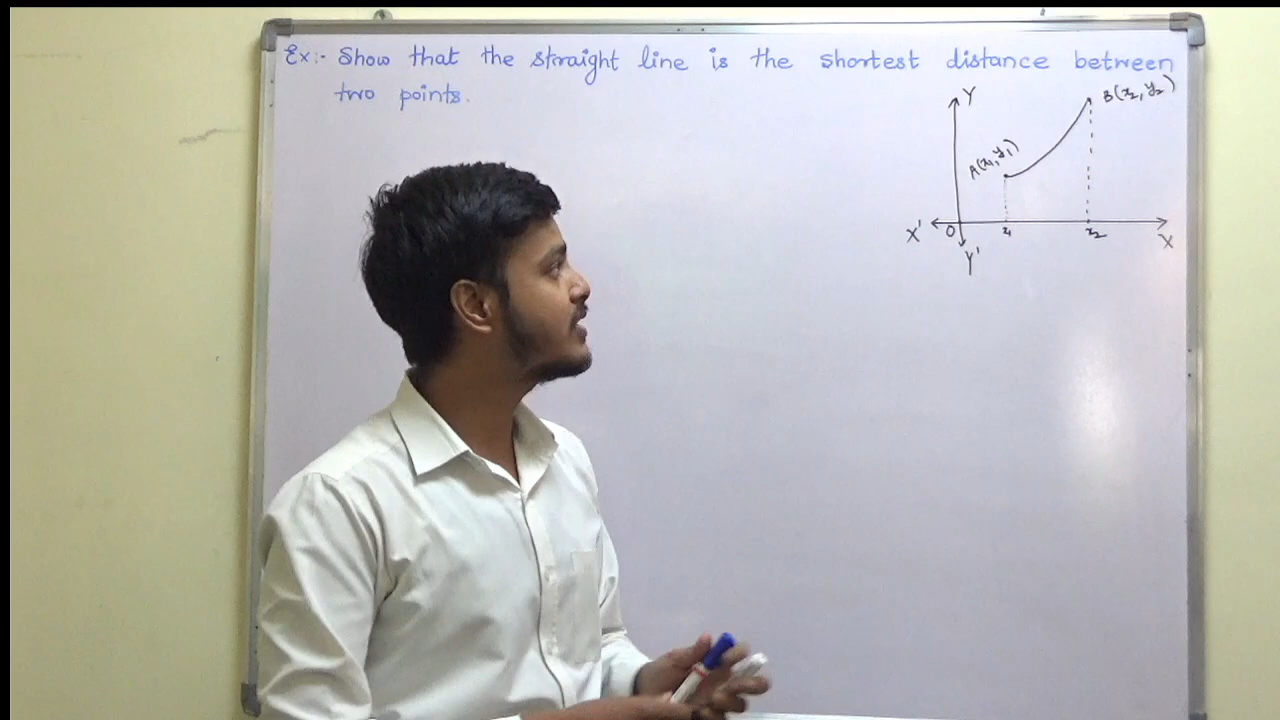 Ex:- Show that the straight line is the shortest distance between
two points.
Y
B(x₂, y₂)
A(x₁, y₁)
X' O x₁ x₂ X
Y'